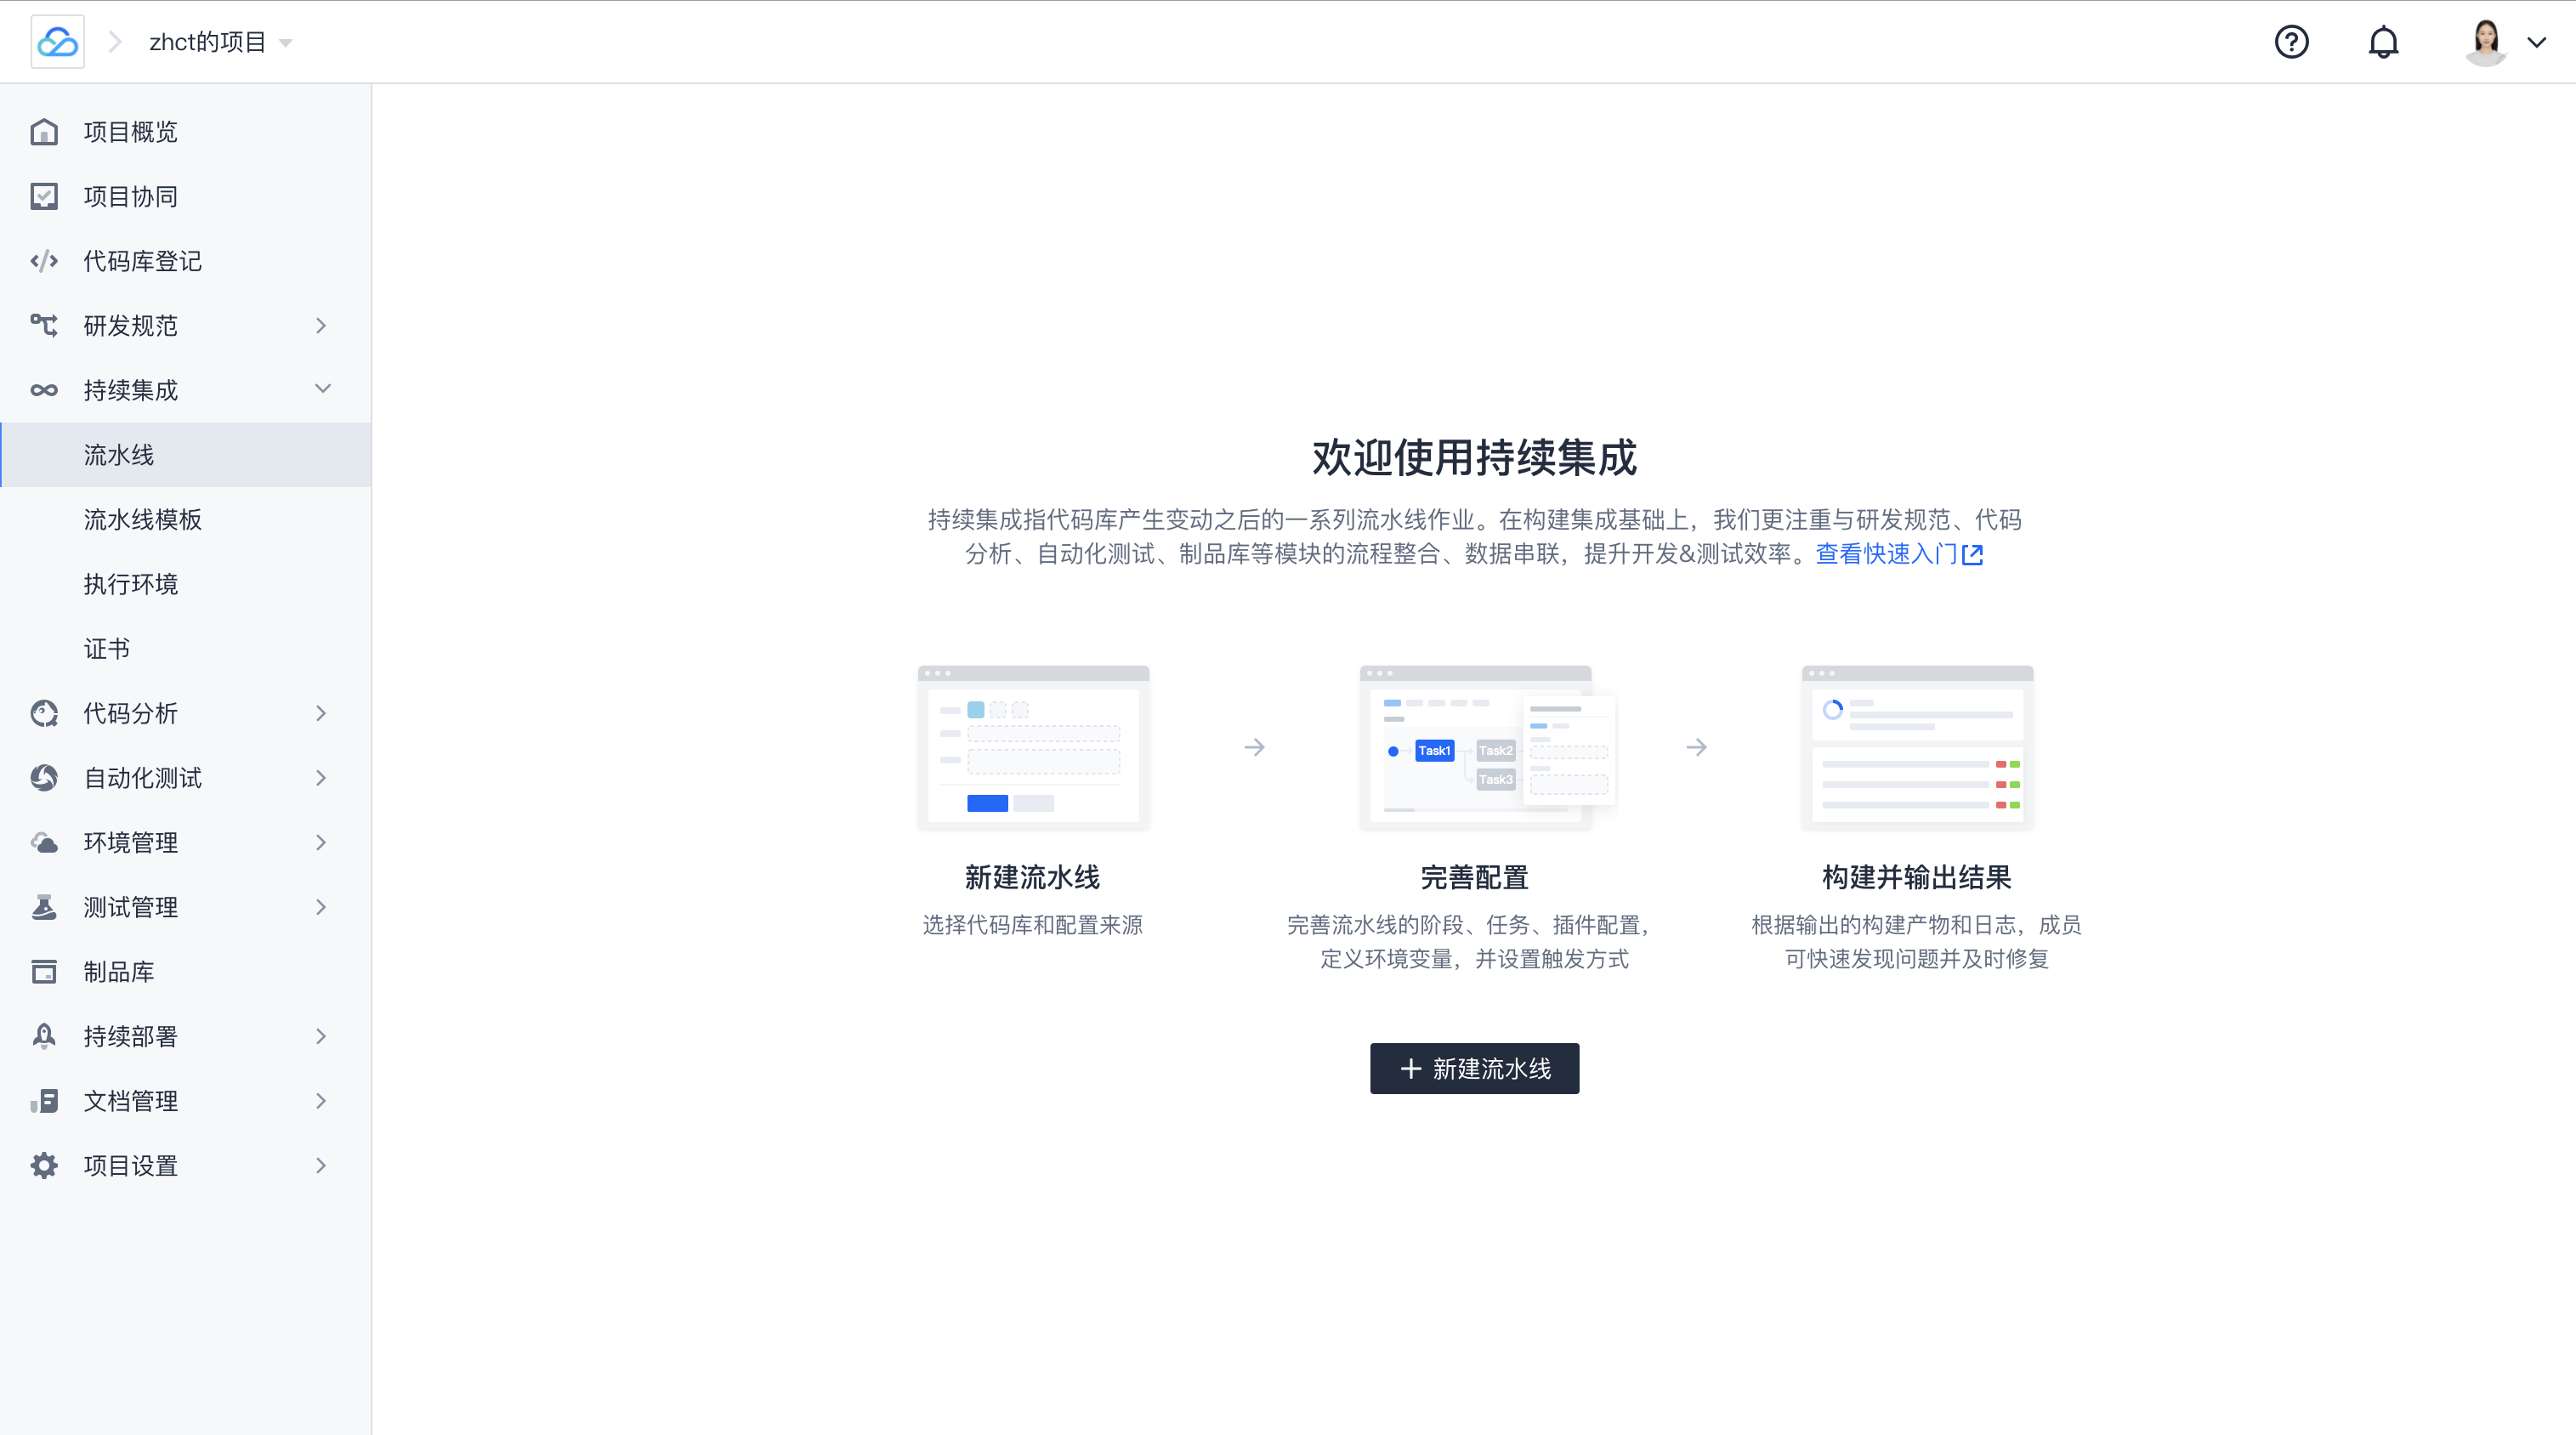 zhct的项目
项目概览
项目协同
代码库登记
研发规范
持续集成
流水线
流水线模板
执行环境
证书
代码分析
自动化测试
环境管理
测试管理
制品库
持续部署
文档管理
项目设置
欢迎使用持续集成
持续集成指代码库产生变动之后的一系列流水线作业。在构建集成基础上，我们更注重与研发规范、代码
分析、自动化测试、制品库等模块的流程整合、数据串联，提升开发&测试效率。查看快速入门
Task1
Task2
Task3
新建流水线
选择代码库和配置来源
完善配置
完善流水线的阶段、任务、插件配置，
定义环境变量，并设置触发方式
构建并输出结果
根据输出的构建产物和日志，成员
可快速发现问题并及时修复
新建流水线